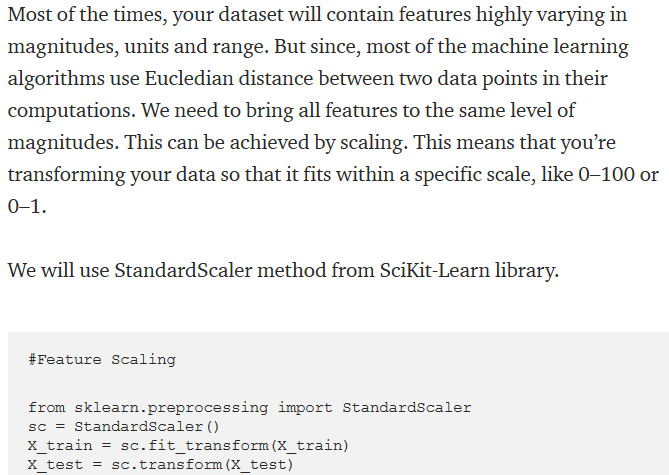 Most of the times, your dataset will contain features highly varying in
magnitudes, units and range. But since, most of the machine learning
algorithms use Eucledian distance between two data points in their
computations. We need to bring all features to the same level of
magnitudes. This can be achieved by scaling. This means that you’re
transforming your data so that it fits within a specific scale, like 0–100 or
0–1.
We will use StandardScaler method from SciKit-Learn library.
#Feature Scaling
from sklearn.preprocessing import StandardScaler
sc = StandardScaler()
X_train = sc.fit_transform(X_train)
X_test = sc.transform(X_test)